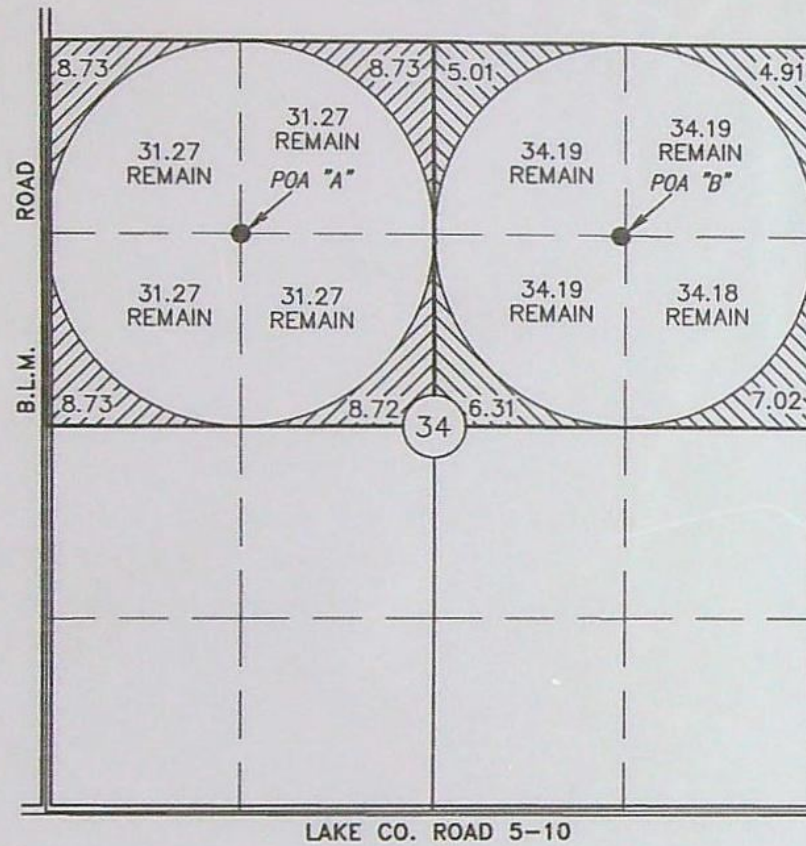 8.73
8.73
5.01
4.91
31.27
REMAIN
31.27
REMAIN
34.19
REMAIN
34.19
REMAIN
POA "A"
POA "B"
31.27
REMAIN
31.27
REMAIN
34.19
REMAIN
34.18
REMAIN
8.73
8.72
6.31
7.02
34
B.L.M. ROAD
LAKE CO. ROAD 5-10